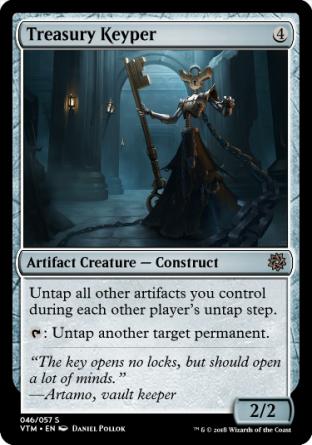 Treasury Keyper 4
Artifact Creature — Construct
Untap all other artifacts you control
during each other player's untap step.
: Untap another target permanent.
“The key opens no locks, but should open
a lot of minds.”
—Artamo, vault keeper
2/2
046/057 S
VTM • EN DANIEL POLLOK
™ & © 2018 Wizards of the Coast